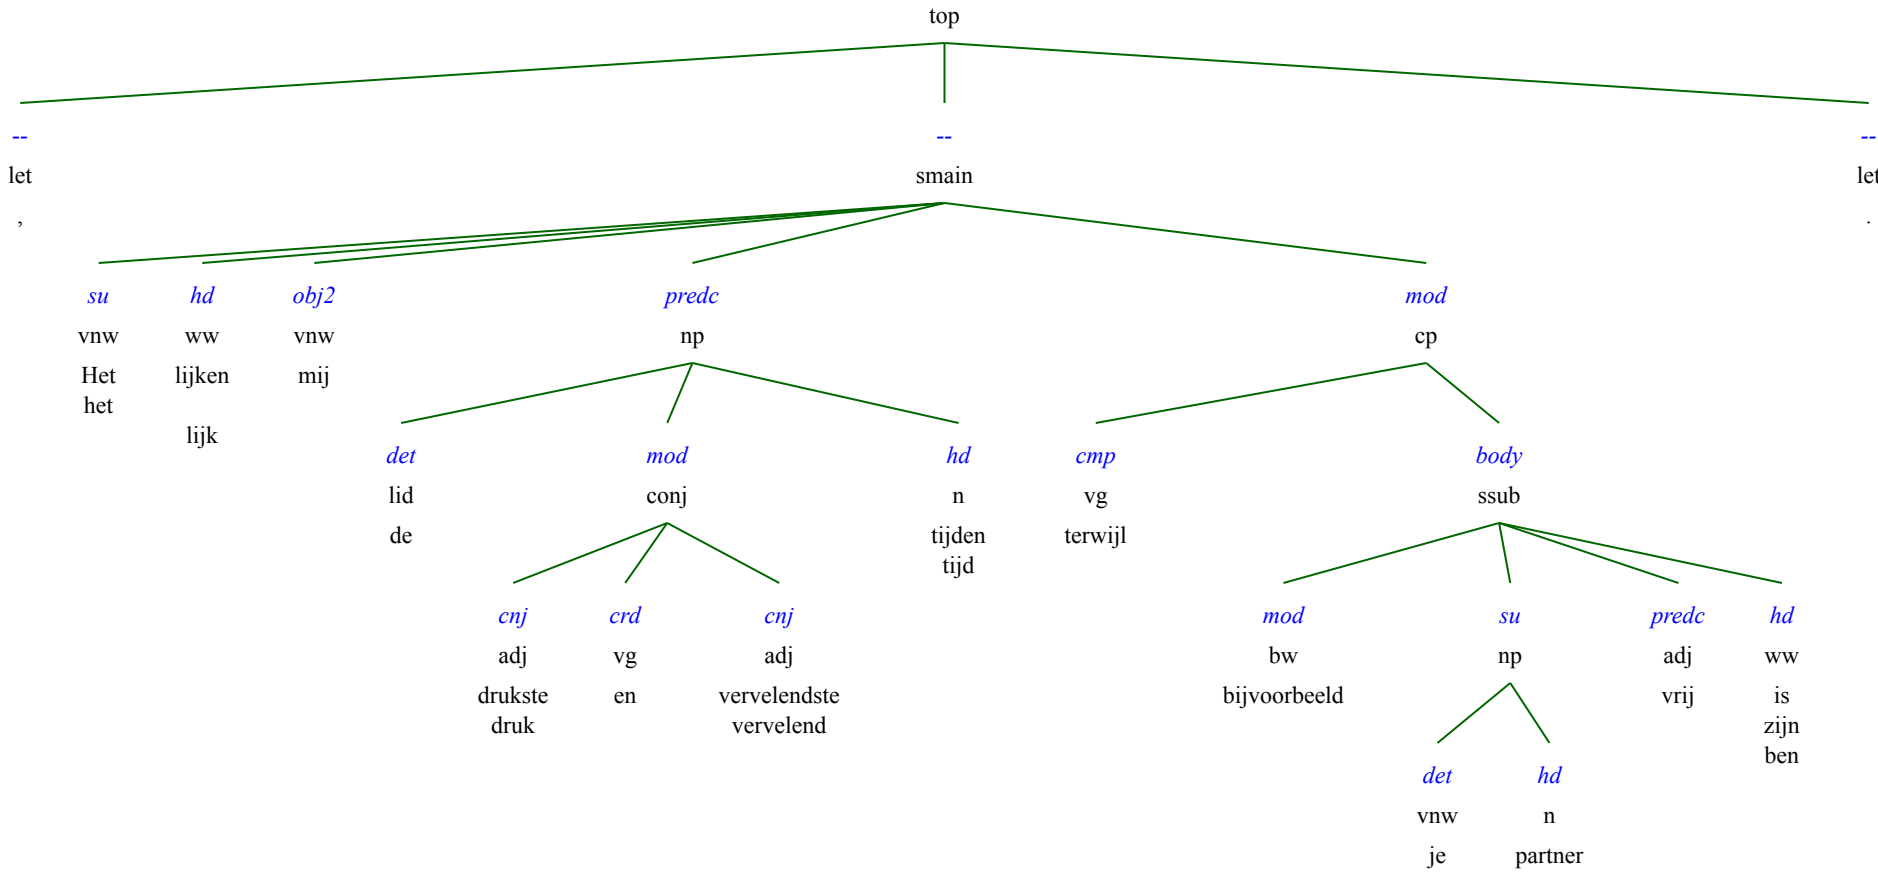 top
-- -- --
let smain let
, .
su hd obj2 predc mod
vnw ww vnw np cp
Het lijken mij
het
lijk
det mod hd cmp body
lid conj n vg ssub
de tijden terwijl
tijd
cnj crd cnj mod su predc hd
adj vg adj bw np adj ww
drukste en vervelendste bijvoorbeeld vrij is
druk vervelend zijn
ben
det hd
vnw n
je partner